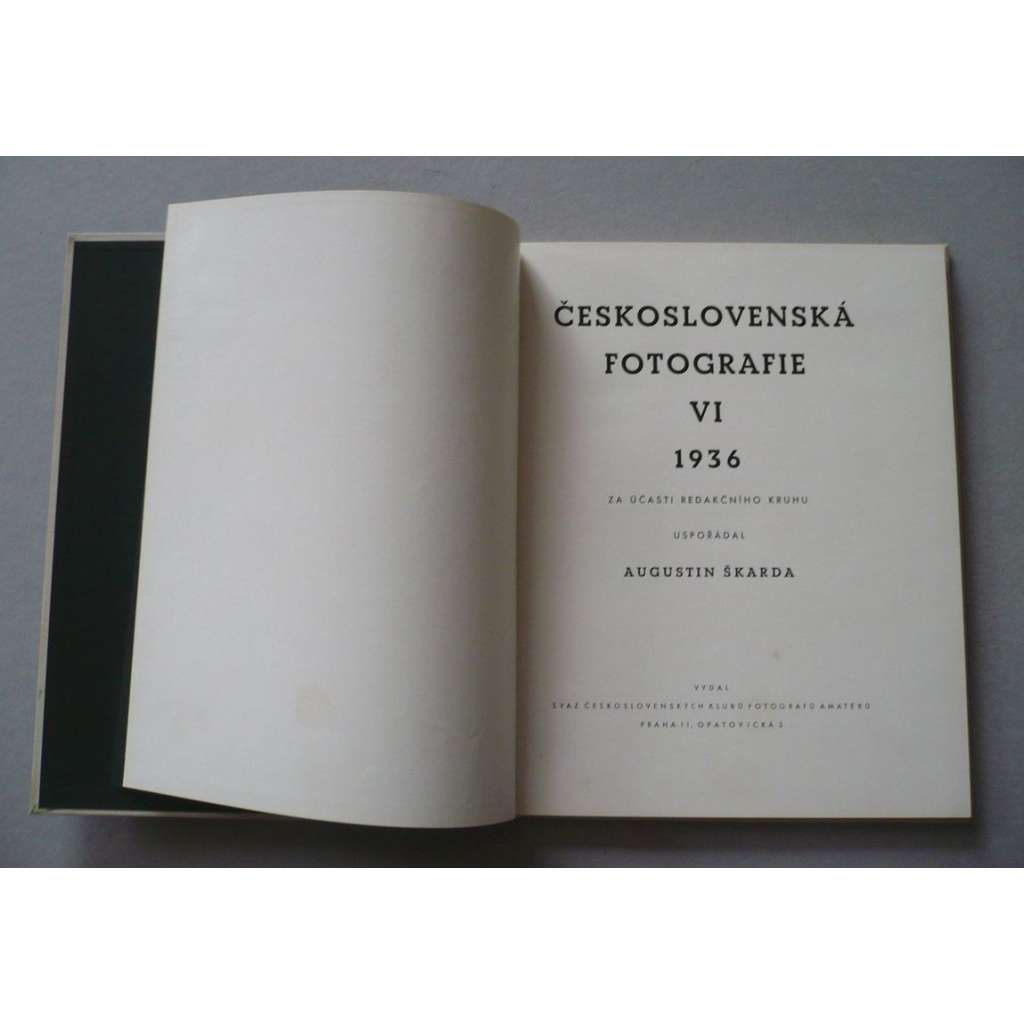 ČESKOSLOVENSKÁ
FOTOGRAFIE
VI
1936
ZA ÚČASTI REDAKČNÍHO KRUHU
USPOŘÁDAL
AUGUSTIN ŠKARDA
VYDAL
SVAZ ČESKOSLOVENSKÝCH KLUBŮ FOTOGRAFŮ AMATÉRŮ
PRAHA II, OPATOVICKÁ 3